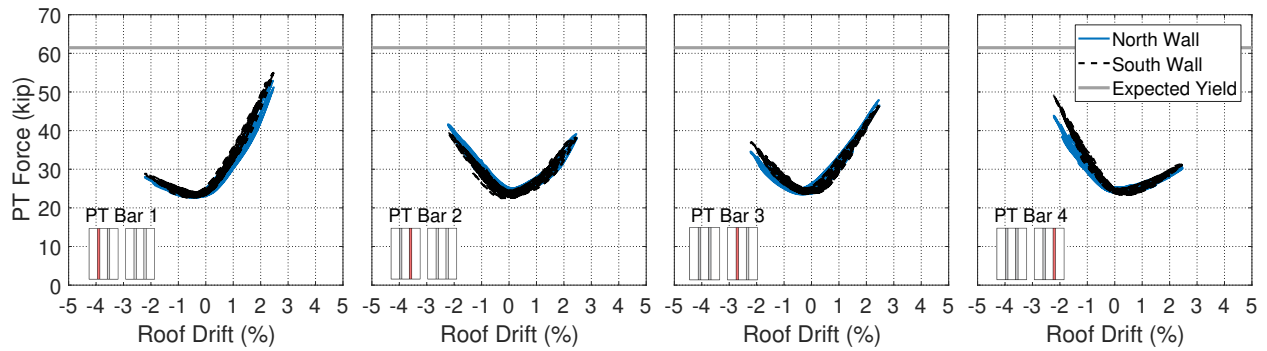 PT Force (kip)
70
60
50
40
30
20
10
0
PT Bar 1
-5 -4 -3 -2 -1 0 1 2 3 4 5
Roof Drift (%)
PT Bar 2
-5 -4 -3 -2 -1 0 1 2 3 4 5
Roof Drift (%)
PT Bar 3
-5 -4 -3 -2 -1 0 1 2 3 4 5
Roof Drift (%)
North Wall
South Wall
Expected Yield
PT Bar 4
-5 -4 -3 -2 -1 0 1 2 3 4 5
Roof Drift (%)